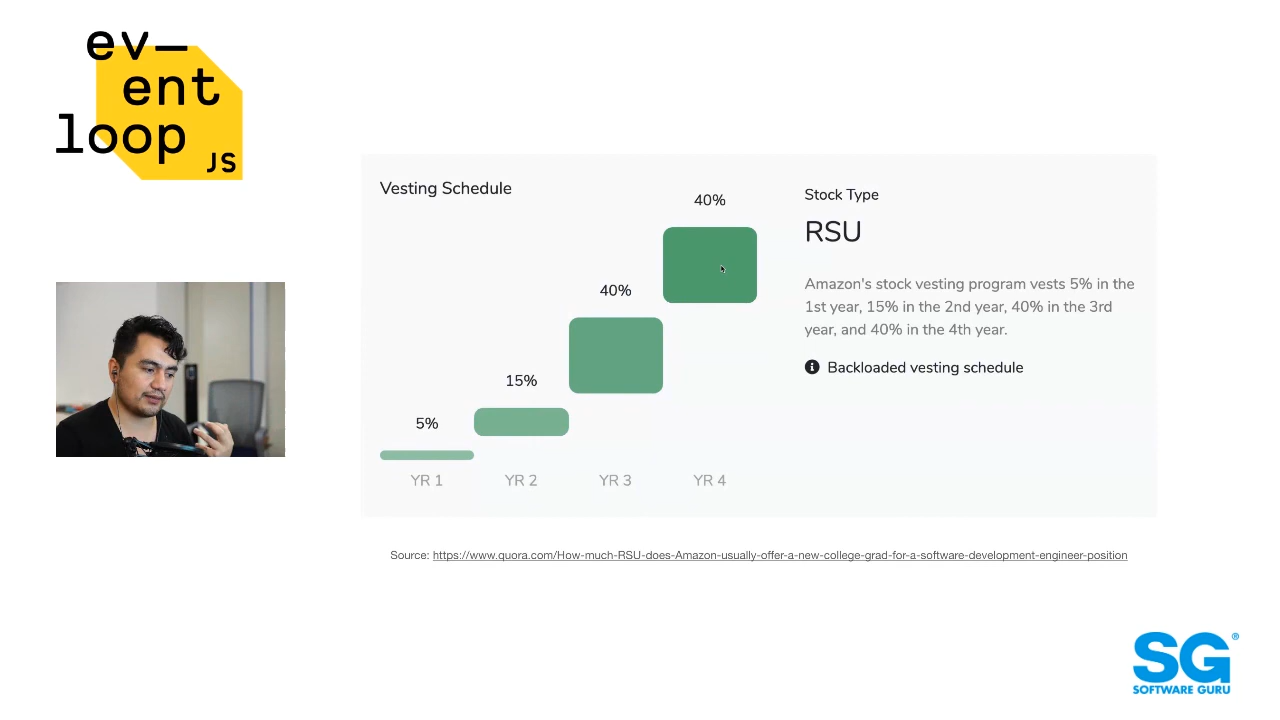 ev—
ent
loop
JS
Vesting Schedule
40%
40%
15%
5%
YR 1
YR 2
YR 3
YR 4
Stock Type
RSU
Amazon's stock vesting program vests 5% in the
1st year, 15% in the 2nd year, 40% in the 3rd
year, and 40% in the 4th year.
Backloaded vesting schedule
Source: https://www.quora.com/How-much-RSU-does-Amazon-usually-offer-a-new-college-grad-for-a-software-development-engineer-position
SG®
SOFTWARE GURU